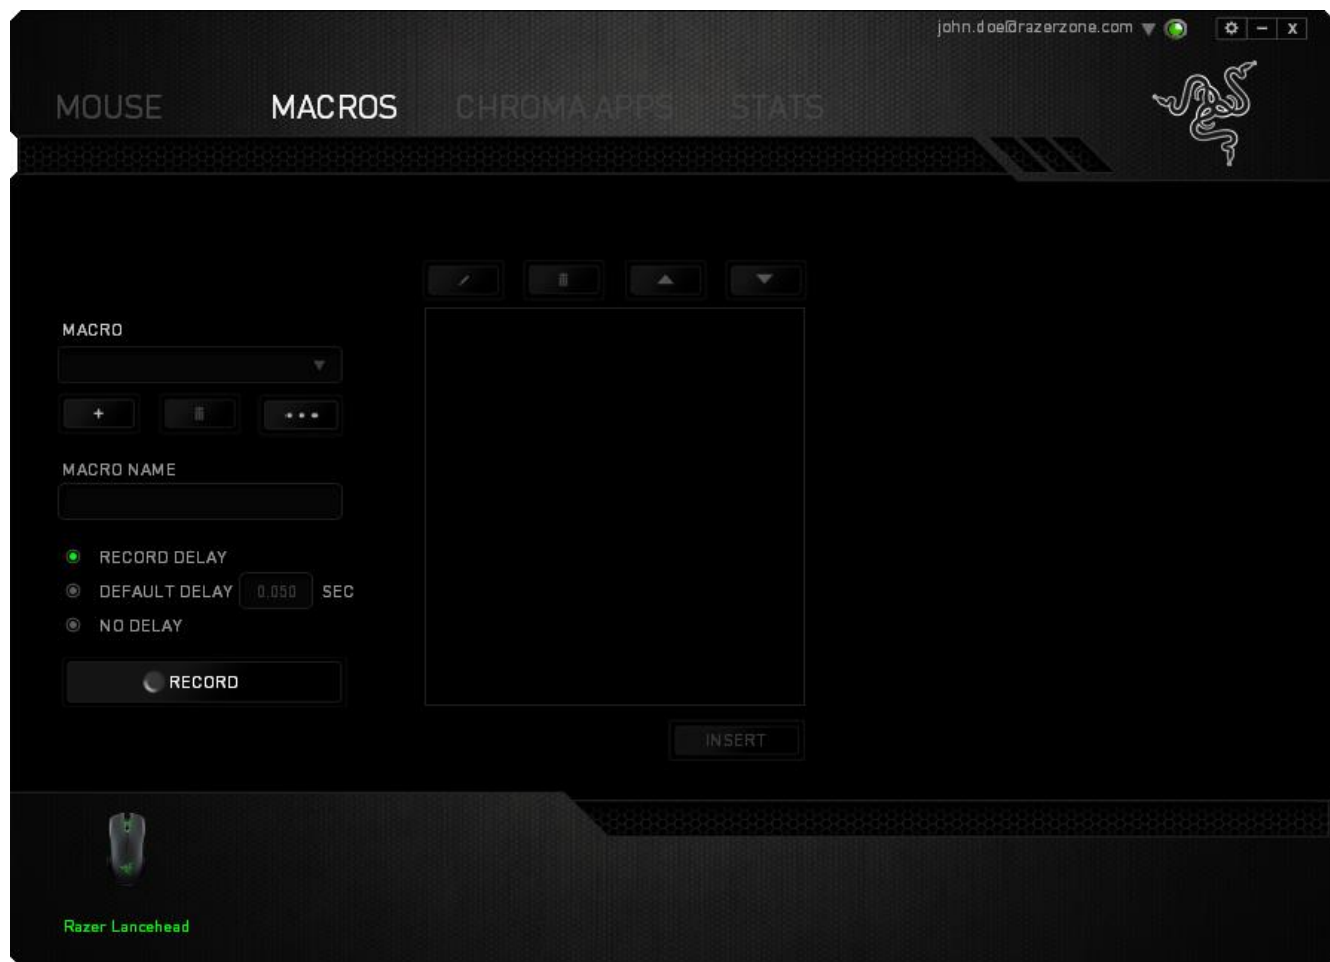 john.doe@razerzone.com
MOUSE MACROS CHROMA APPS STATS
MACRO
MACRO NAME
RECORD DELAY
DEFAULT DELAY 0.050 SEC
NO DELAY
RECORD
INSERT
Razer Lancehead